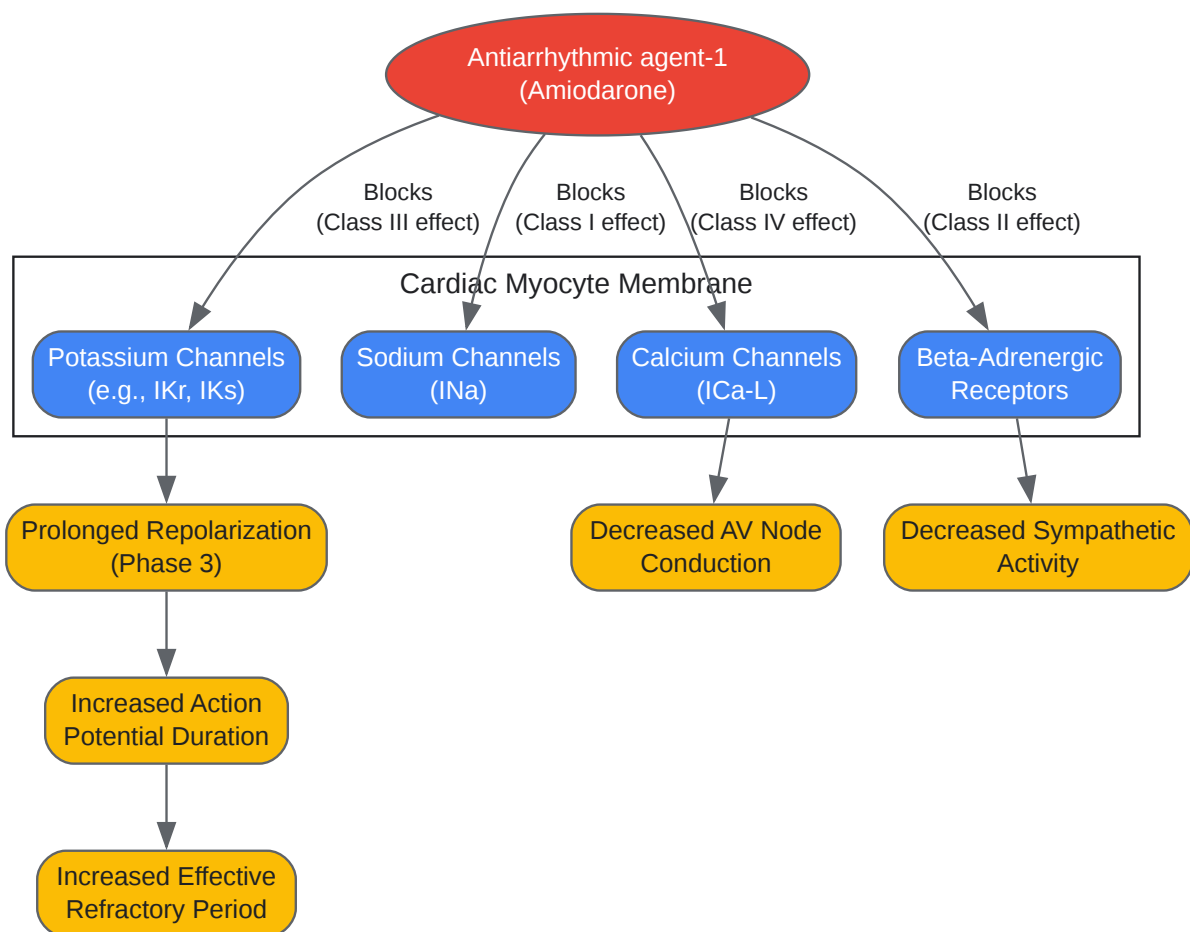 Antiarrhythmic agent-1
(Amiodarone)
Blocks
(Class III effect)
Blocks
(Class I effect)
Blocks
(Class IV effect)
Blocks
(Class II effect)
Cardiac Myocyte Membrane
Potassium Channels
(e.g., IKr, IKs)
Sodium Channels
(INa)
Calcium Channels
(ICa-L)
Beta-Adrenergic
Receptors
Prolonged Repolarization
(Phase 3)
Decreased AV Node
Conduction
Decreased Sympathetic
Activity
Increased Action
Potential Duration
Increased Effective
Refractory Period